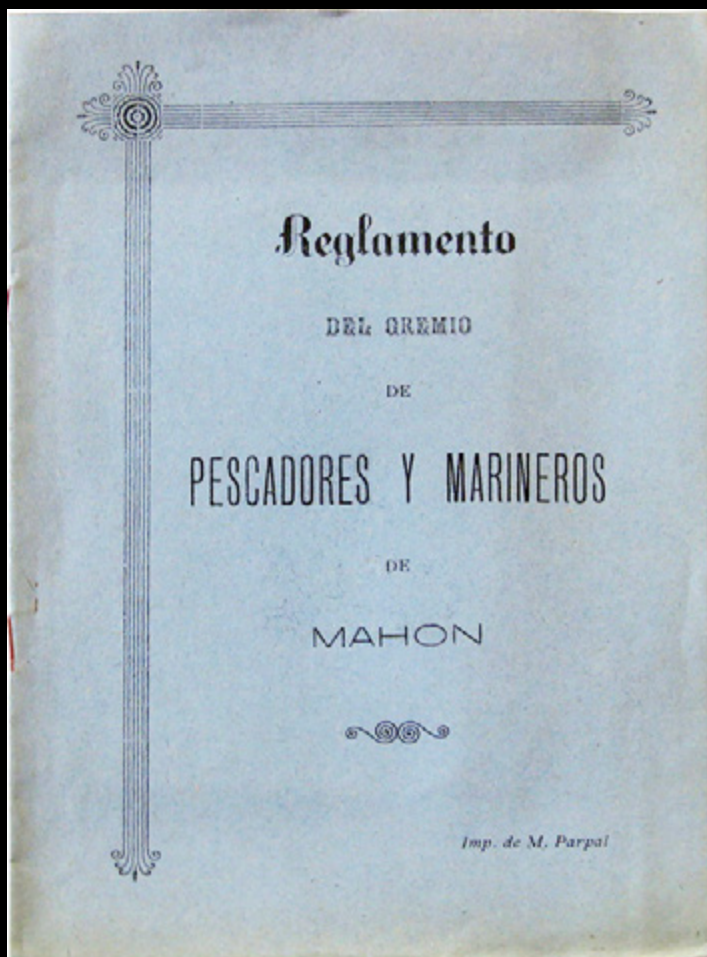 Reglamento
DEL GREMIO
DE
PESCADORES Y MARINEROS
DE
MAHON
Imp. de M. Parpal